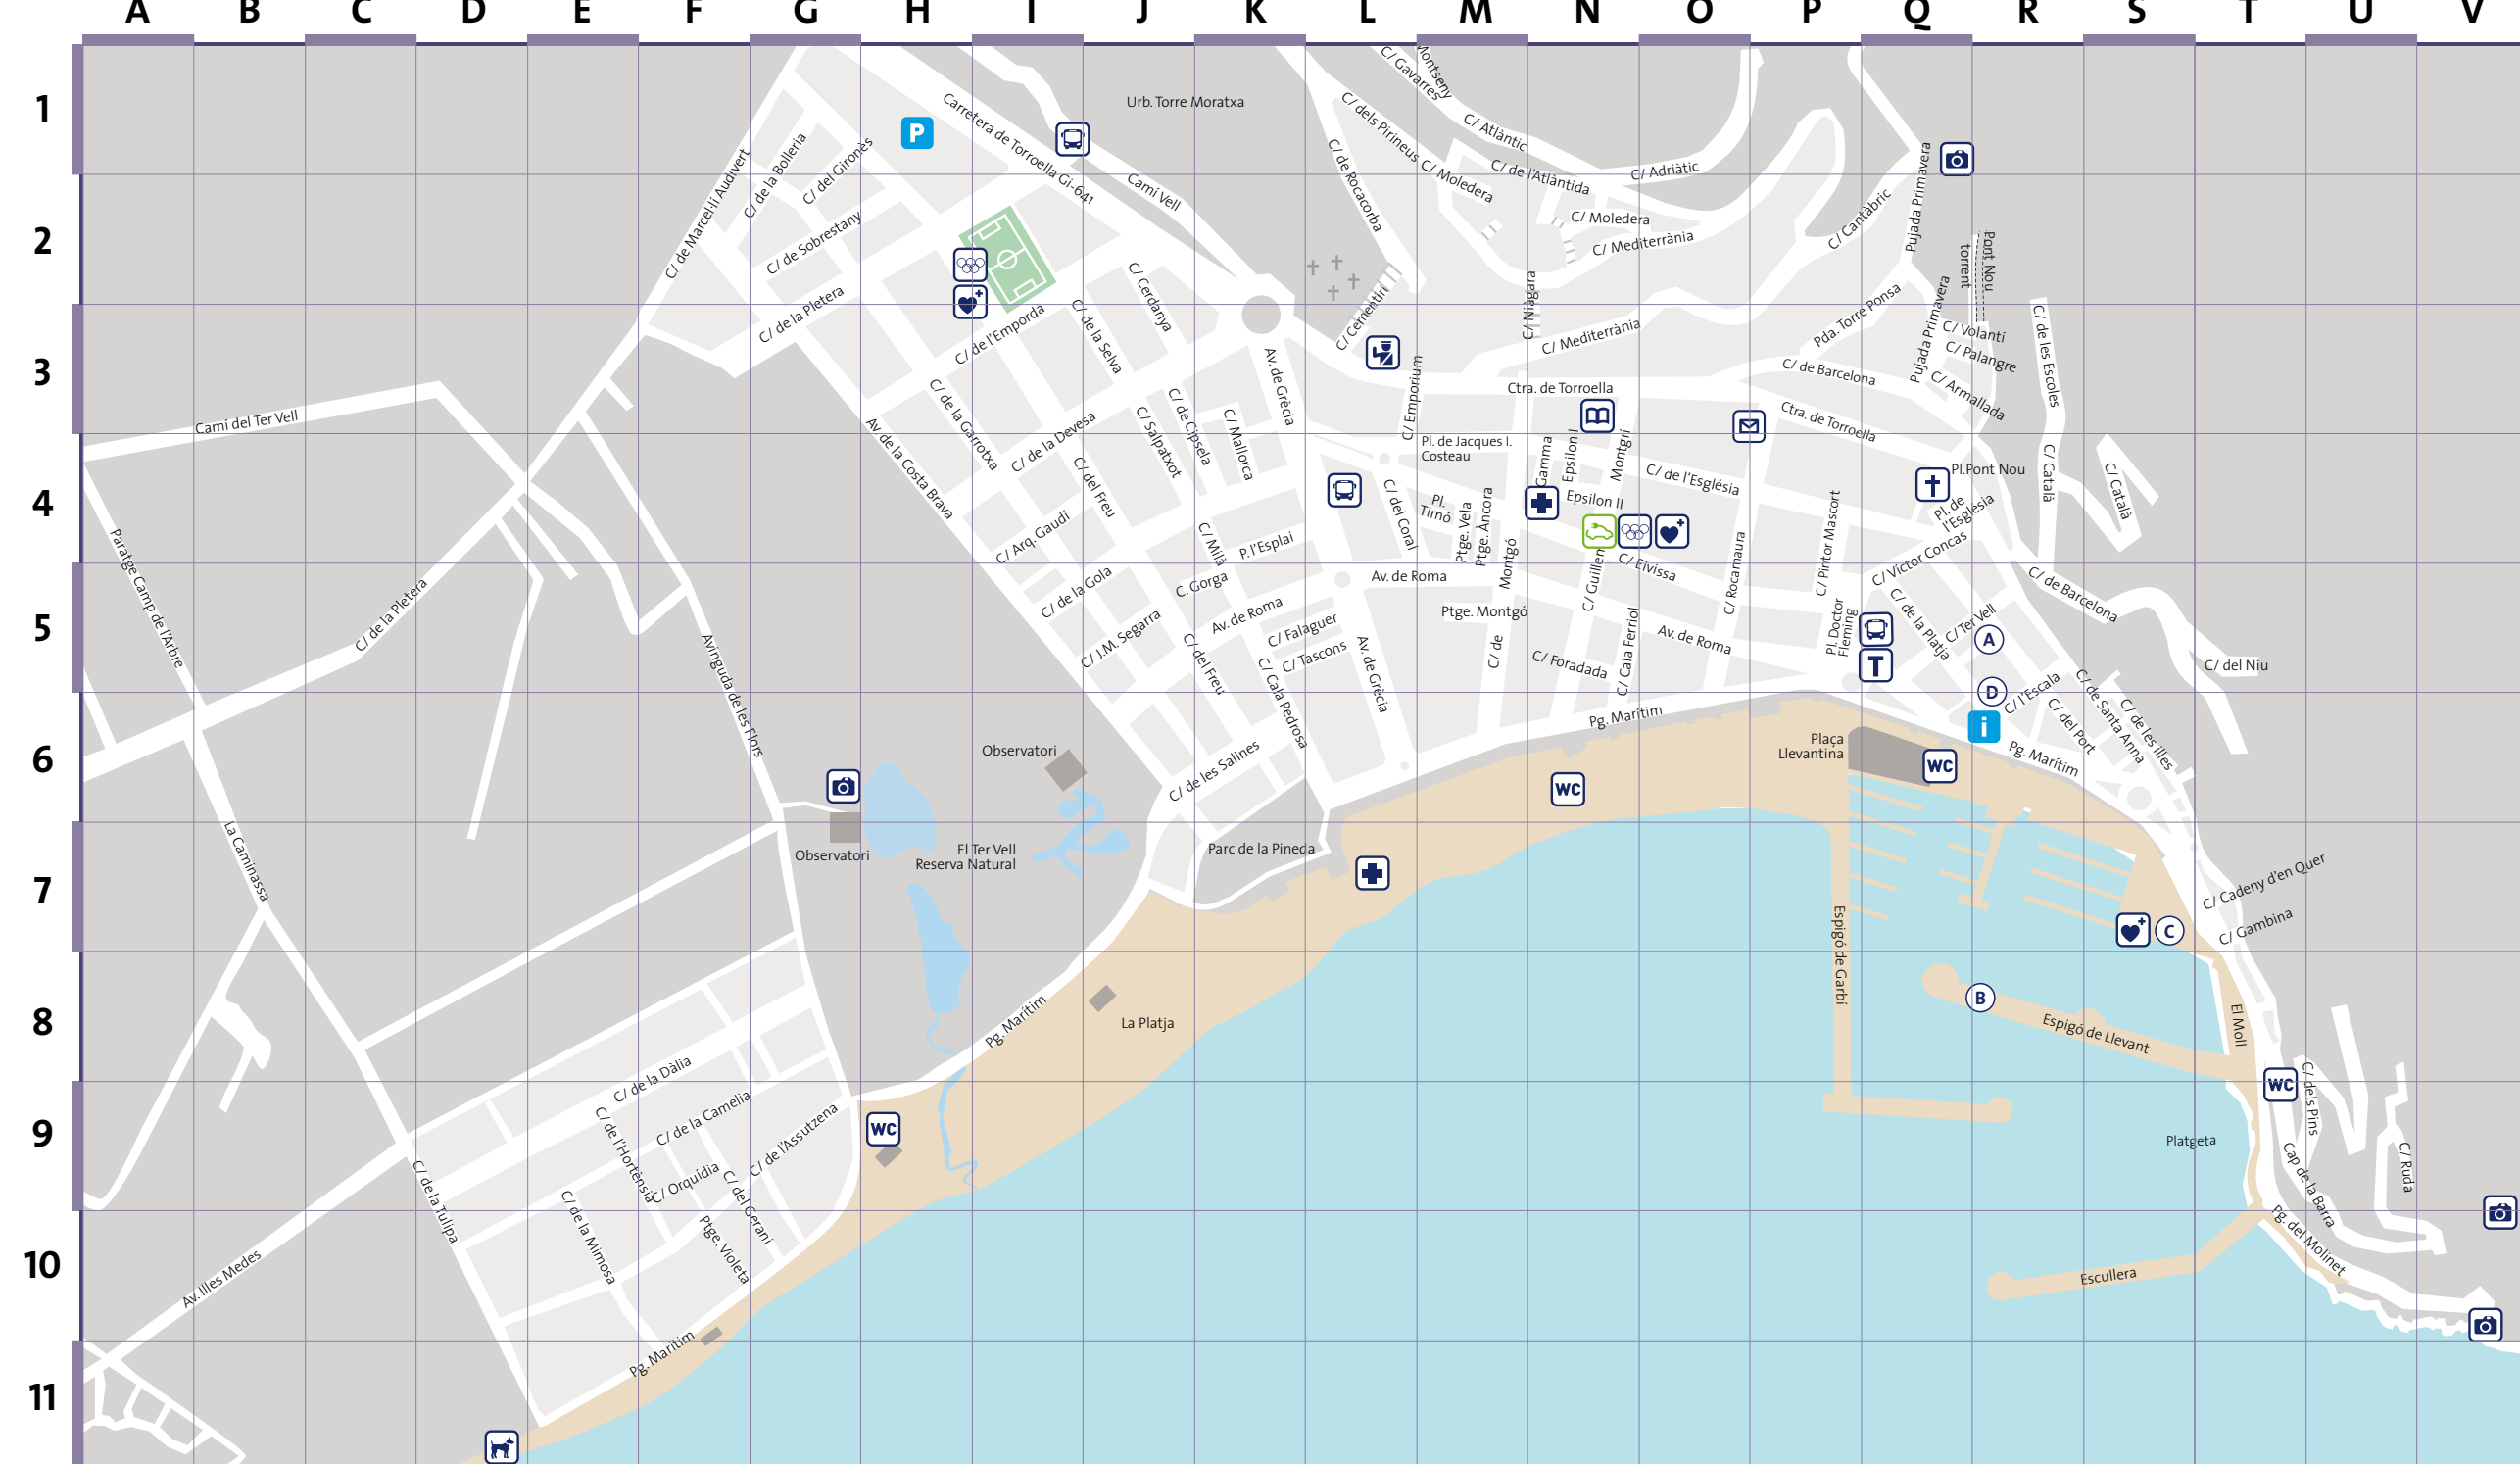 A B C D E F G H I J K L M N O P Q R S T U V
1
2
3
4
5
6
7
8
9
10
11
Urb. Torre Moratxa
Carretera de Torroella Gi-641
Camí Vell
C/ de Marcel·lí Audivert
C/ de la Bolleria
C/ del Gironès
C/ de Sobrestany
C/ de la Pletera
C/ de l'Emporda
C/ de la Selva
C/ Cerdanya
P
C/ Gavarres
Montseny
C/ dels Pirineus
C/ de Rocacorba
C/ Atlàntic
C/ Moledera
C/ de l'Atlàntida
C/ Adriàtic
C/ Moledera
C/ Mediterrània
C/ Cantàbric
Pujada Primavera
Pont Nou
torrent
C/ Cementiri
C/ Niàgara
C/ Mediterrània
Pda. Torre Ponsa
Pujada Primavera
C/ Volantí
C/ Palangre
C/ Armallada
C/ de les Escoles
C/ de Barcelona
Ctra. de Torroella
Ctra. de Torroella
C/ Emporium
Av. de Grècia
Camí del Ter Vell
Av de la Costa Brava
C/ de la Garrotxa
C/ de la Devesa
C/ Salpatxot
C/ de Cipsela
C/ Mallorca
C/ del Freu
C/ Arq. Gaudí
C/ Milà
P. l'Esplai
Pl. de Jacques I.
Costeau
C/ del Coral
Pl.
Timó
Ptge. Vela
Ptge. Àncora
Gamma
Epsilon I
Montgrí
Epsilon II
C/ de l'Església
Pl.Pont Nou
Pl. de
l'Església
C/ Català
C/ Català
C/ Pintor Mascort
C/ Victor Concas
Paratge Camp de l'Arbre
C/ de la Pletera
C/ de la Gola
C. Gorga
C/ J.M. Segarra
Av. de Roma
C/ Falaguer
C/ Tascons
C/ del Freu
C/ Cala Pedrosa
Av. de Grècia
Av. de Roma
Montgó
Ptge. Montgó
C/ de
C/ Guillen
C/ Eivissa
C/ Rocamaura
C/ Cala Ferriol
C/ Foradada
Av. de Roma
Pl. Doctor
Fleming
T
C/ de la Platja
C/ Ter Vell
A
C/ de Barcelona
C/ del Niu
D
i
C/ l'Escala
C/ del Port
C/ de Santa Anna
C/ de les illes
Pg. Marítim
Avinguda de les Flors
Observatori
C/ de les Salines
Pg. Marítim
Plaça
Llevantina
WC
WC
La Caminassa
Observatori
El Ter Vell
Reserva Natural
Parc de la Pineda
Espigó de Garbí
C
C/ Cadeny d'en Quer
C/ Gambina
Pg. Marítim
La Platja
B
Espigó de Llevant
El Moll
C/ de la Dàlia
C/ de l'Hortènsia
C/ de la Camèlia
C/ Orquídia
C/ de l'Assutzena
C/ del Gerani
WC
WC
C/ dels Pins
Platgeta
Cap de la Barra
C/ Ruda
C/ de la Tulipa
C/ de la Mimosa
Ptge. Violeta
Av. Illes Medes
Pg. del Molinet
Escullera
Pg. Marítim